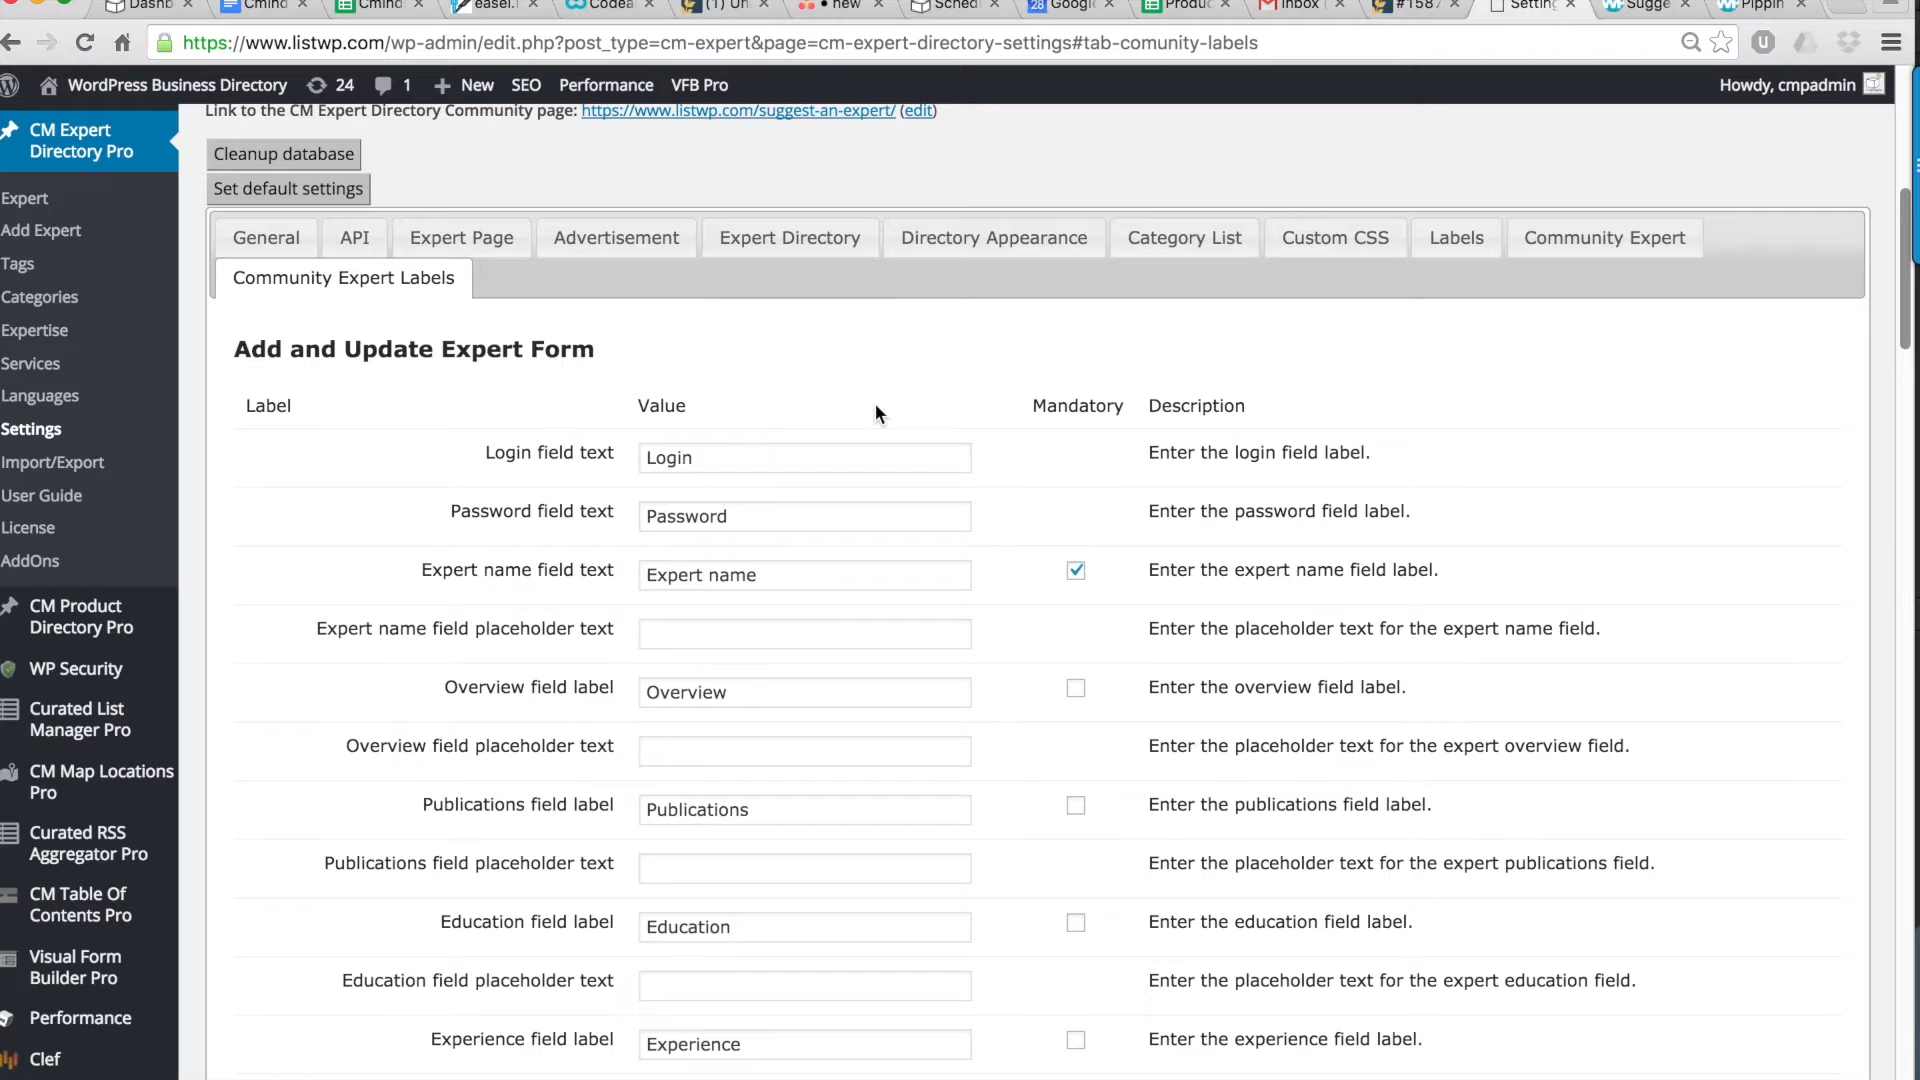 Dashb
Cmind
Cmind
easel.
Codea
(1) Un
• new
Sched
28 Googl
Produc
Inbox (
#1587
Settin
Sugge
Pippin
https://www.listwp.com/wp-admin/edit.php?post_type=cm-expert&page=cm-expert-directory-settings#tab-comunity-labels
WordPress Business Directory 24 1 New SEO Performance VFB Pro Howdy, cmpadmin
Link to the CM Expert Directory Community page: https://www.listwp.com/suggest-an-expert/ (edit)
Cleanup database
Set default settings
CM Expert
Directory Pro
Expert
Add Expert
Tags
Categories
Expertise
Services
Languages
Settings
Import/Export
User Guide
License
AddOns
CM Product
Directory Pro
WP Security
Curated List
Manager Pro
CM Map Locations
Pro
Curated RSS
Aggregator Pro
CM Table Of
Contents Pro
Visual Form
Builder Pro
Performance
Clef
General API Expert Page Advertisement Expert Directory Directory Appearance Category List Custom CSS Labels Community Expert
Community Expert Labels
Add and Update Expert Form
Label Value Mandatory Description
Login field text Login Enter the login field label.
Password field text Password Enter the password field label.
Expert name field text Expert name Enter the expert name field label.
Expert name field placeholder text Enter the placeholder text for the expert name field.
Overview field label Overview Enter the overview field label.
Overview field placeholder text Enter the placeholder text for the expert overview field.
Publications field label Publications Enter the publications field label.
Publications field placeholder text Enter the placeholder text for the expert publications field.
Education field label Education Enter the education field label.
Education field placeholder text Enter the placeholder text for the expert education field.
Experience field label Experience Enter the experience field label.